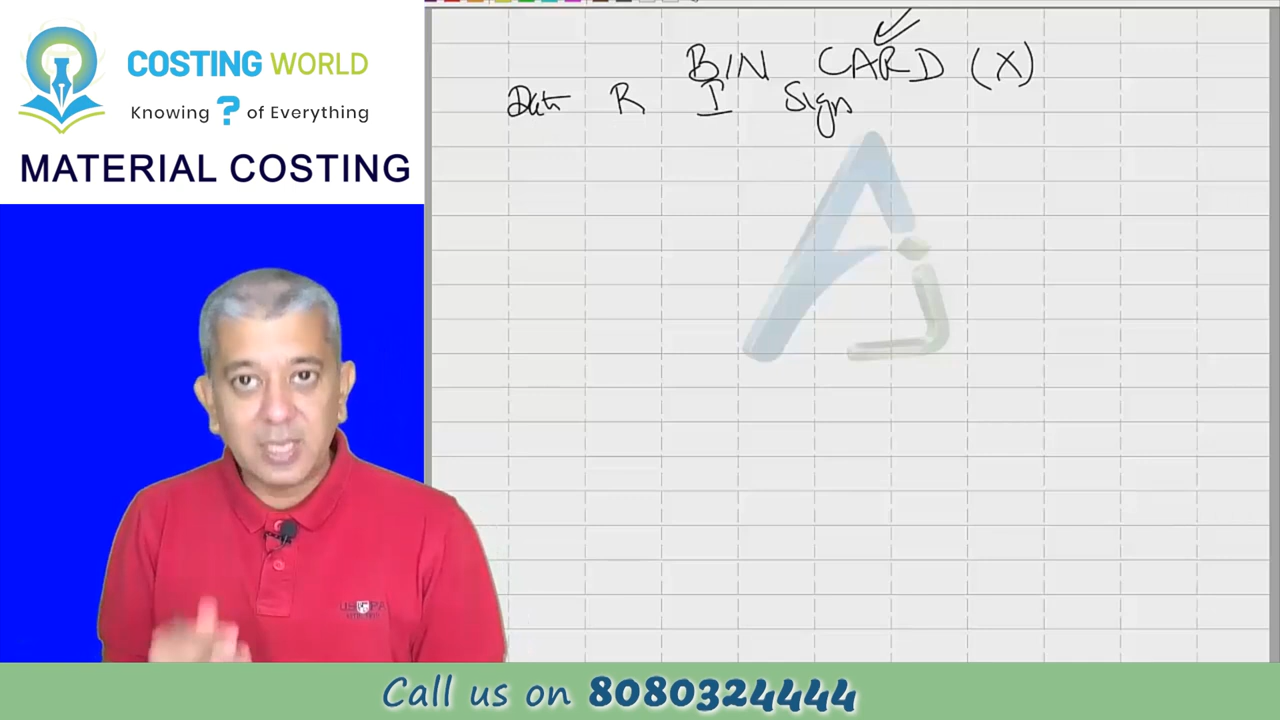 COSTING WORLD
Knowing ? of Everything
MATERIAL COSTING
BIN CARD (X)
Date R I Sign
Call us on 8080324444